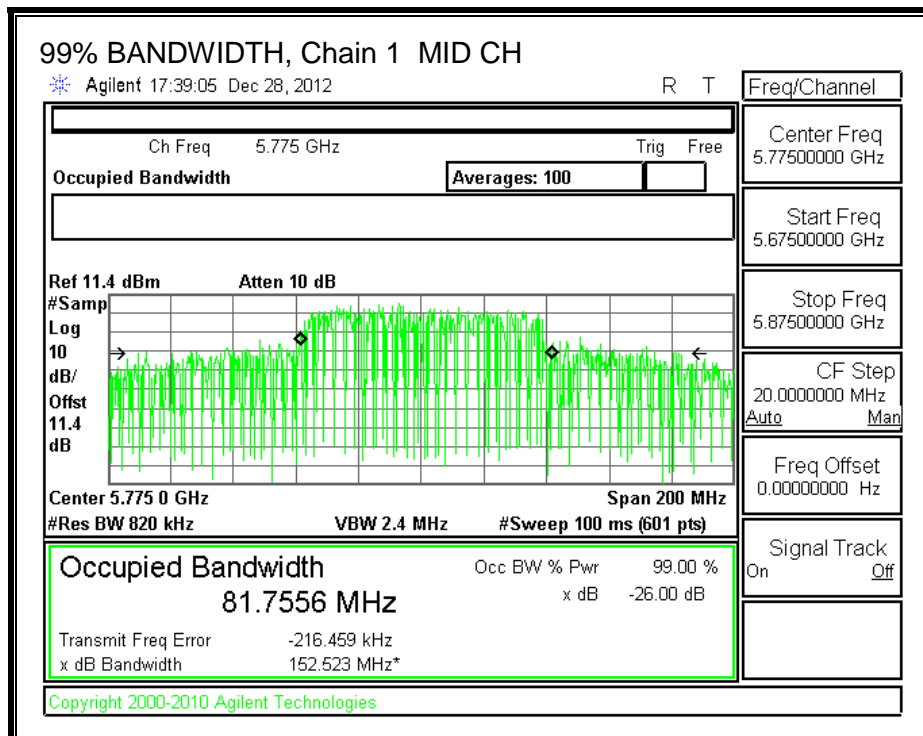 99% BANDWIDTH, Chain 1 MID CH
Agilent 17:39:05 Dec 28, 2012 R T
Freq/Channel
Ch Freq 5.775 GHz Trig Free
Occupied Bandwidth Averages: 100
Center Freq
5.77500000 GHz
Start Freq
5.67500000 GHz
Stop Freq
5.87500000 GHz
CF Step
20.0000000 MHz
Auto Man
Freq Offset
0.00000000 Hz
Signal Track
On Off
Ref 11.4 dBm Atten 10 dB
#Samp
Log
10
dB/
Offst
11.4
dB
Center 5.775 0 GHz Span 200 MHz
#Res BW 820 kHz VBW 2.4 MHz #Sweep 100 ms (601 pts)
Occupied Bandwidth Occ BW % Pwr 99.00 %
81.7556 MHz x dB -26.00 dB
Transmit Freq Error -216.459 kHz
x dB Bandwidth 152.523 MHz*
Copyright 2000-2010 Agilent Technologies